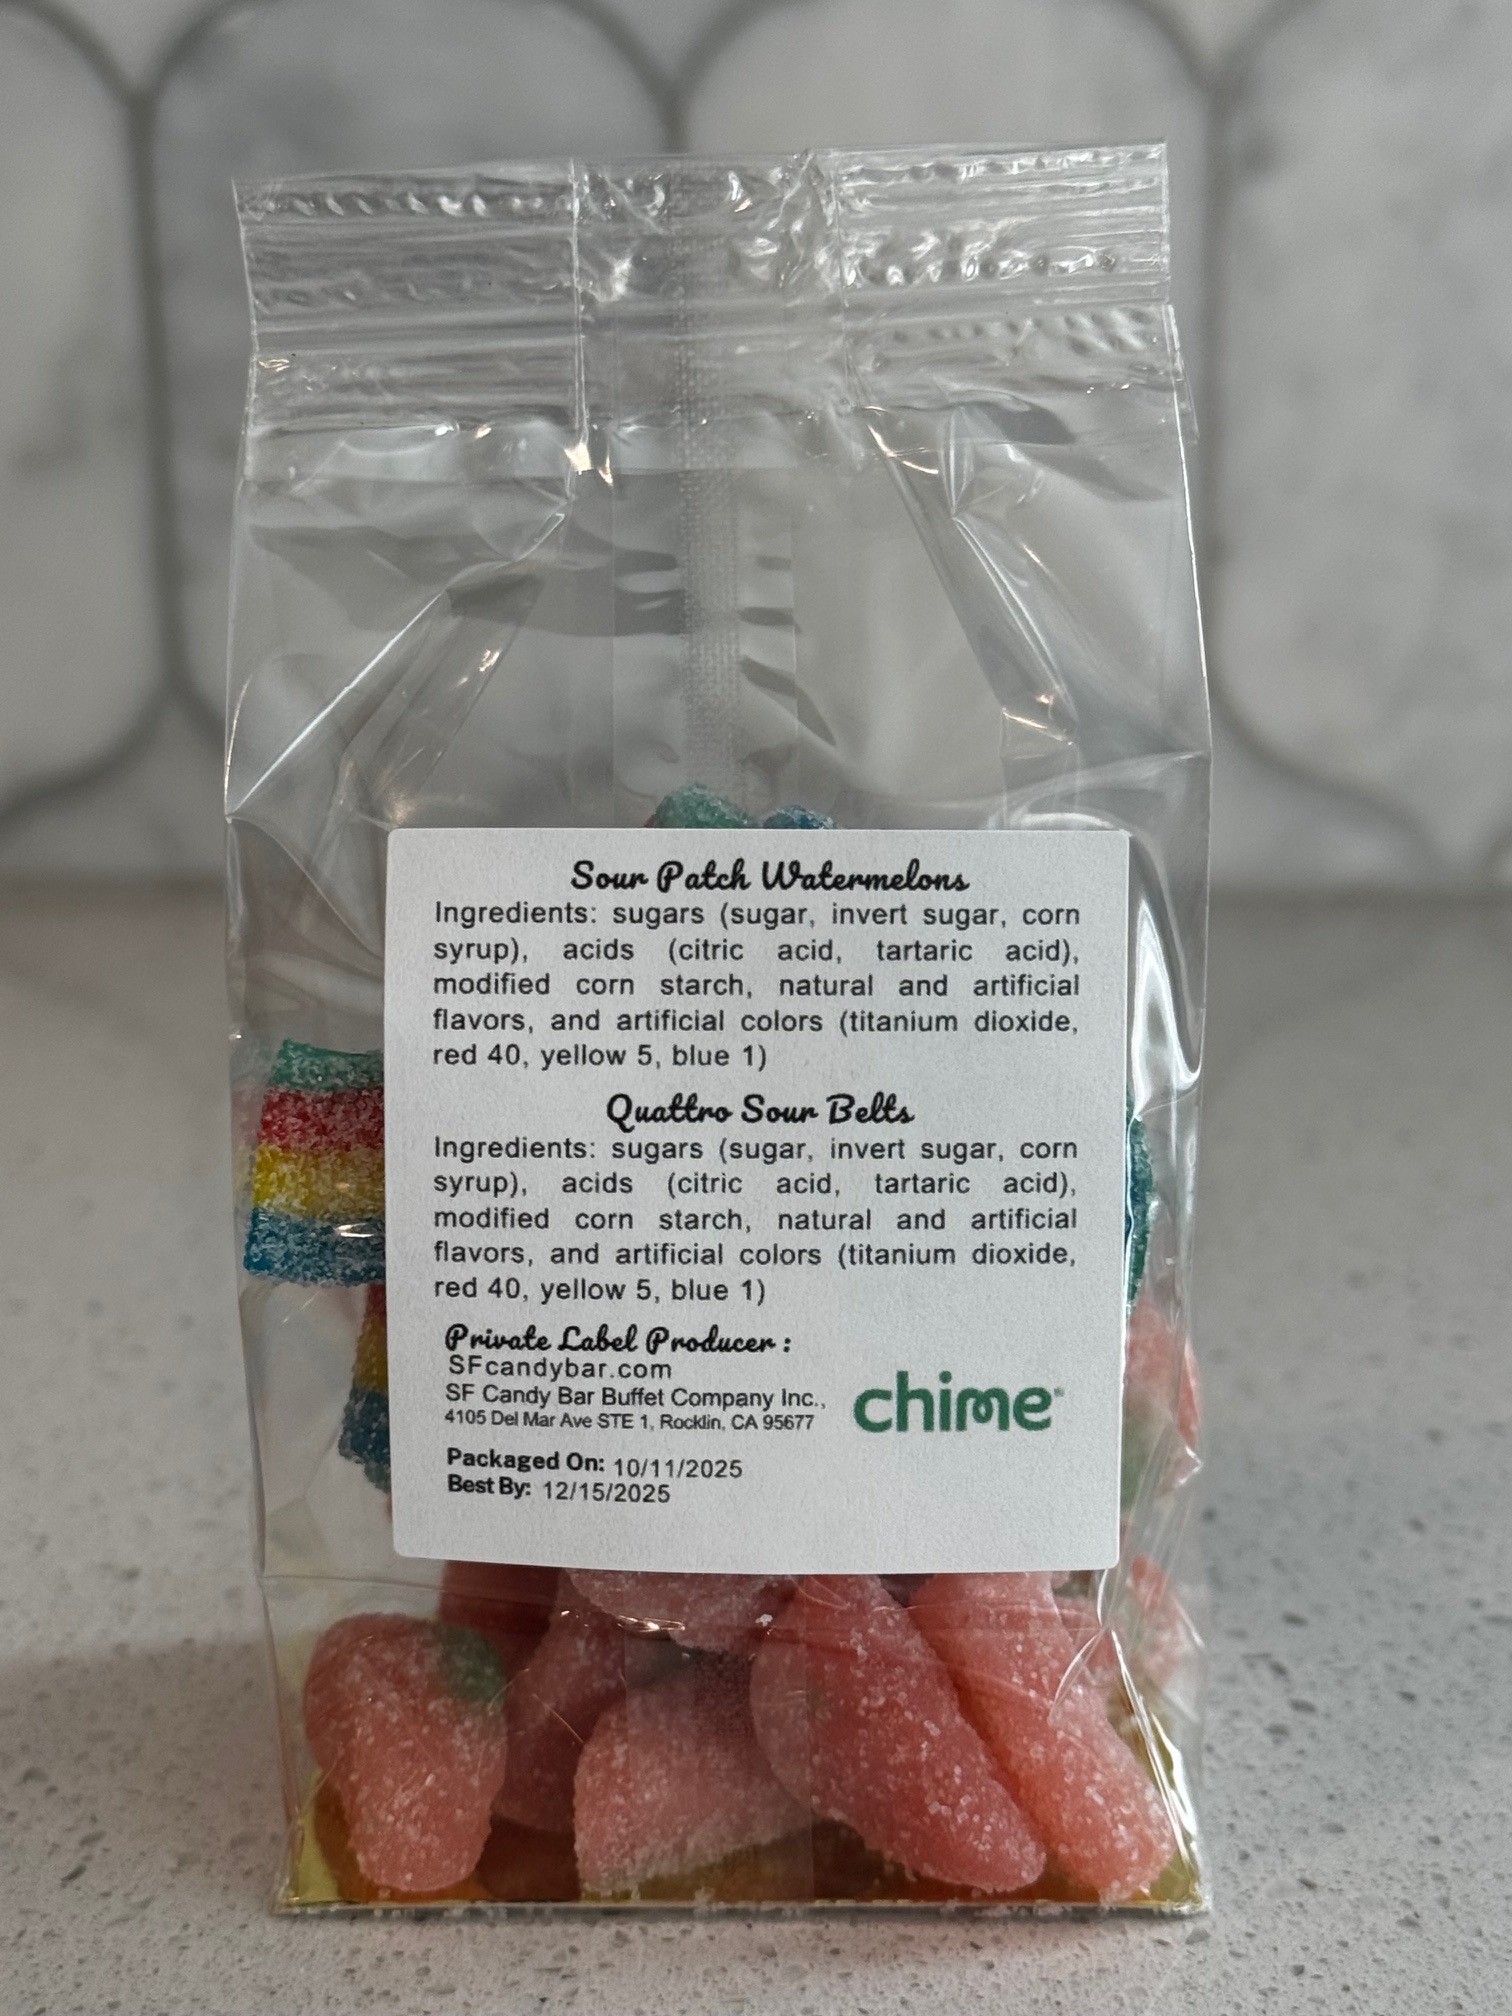 Sour Patch Watermelons
Ingredients: sugars (sugar, invert sugar, corn
syrup), acids (citric acid, tartaric acid),
modified corn starch, natural and artificial
flavors, and artificial colors (titanium dioxide,
red 40, yellow 5, blue 1)
Quattro Sour Belts
Ingredients: sugars (sugar, invert sugar, corn
syrup), acids (citric acid, tartaric acid),
modified corn starch, natural and artificial
flavors, and artificial colors (titanium dioxide,
red 40, yellow 5, blue 1)
Private Label Producer :
SFcandybar.com
SF Candy Bar Buffet Company Inc.,
4105 Del Mar Ave STE 1, Rocklin, CA 95677
chime®
Packaged On: 10/11/2025
Best By: 12/15/2025